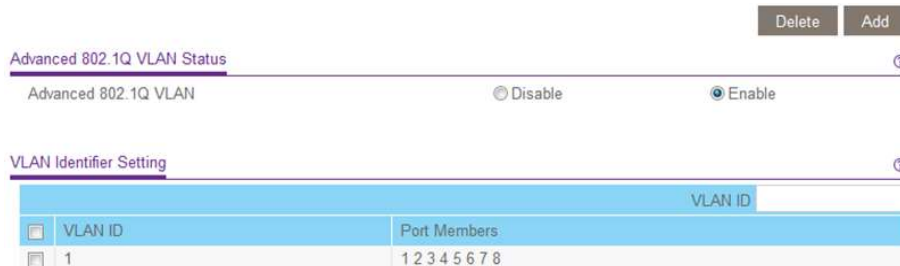 Delete Add
Advanced 802.1Q VLAN Status
Advanced 802.1Q VLAN Disable Enable
VLAN Identifier Setting
VLAN ID
VLAN ID Port Members
1 1 2 3 4 5 6 7 8